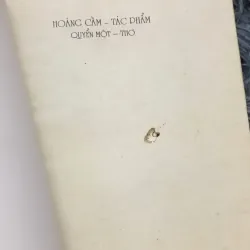 HOÀNG CẦM – TÁC PHẨM
QUYỂN MỘT – THƠ